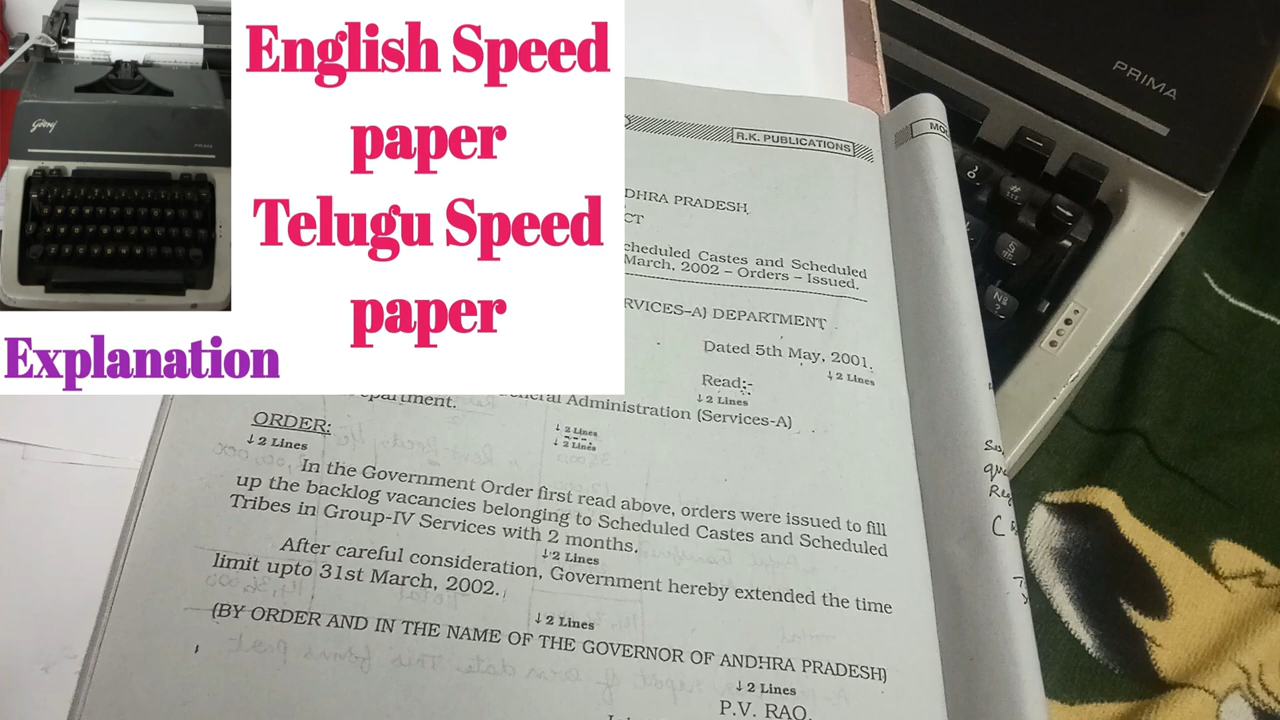 English Speed
paper
Telugu Speed
paper
Explanation
Godrej
PRIMA
PRIMA
R.K. PUBLICATIONS
DHRA PRADESH
CT
cheduled Castes and Scheduled
March, 2002 – Orders – Issued.
RVICES–A) DEPARTMENT
Dated 5th May, 2001.
↓2 Lines
Read:-
↓2 Lines
General Administration (Services-A)
epartment.
↓2 Lines
↓2 Lines
ORDER:
↓2 Lines
In the Government Order first read above, orders were issued to fill
up the backlog vacancies belonging to Scheduled Castes and Scheduled
Tribes in Group-IV Services with 2 months.
↓2 Lines
After careful consideration, Government hereby extended the time
limit upto 31st March, 2002.
↓2 Lines
(BY ORDER AND IN THE NAME OF THE GOVERNOR OF ANDHRA PRADESH)
↓2 Lines
P.V. RAO,